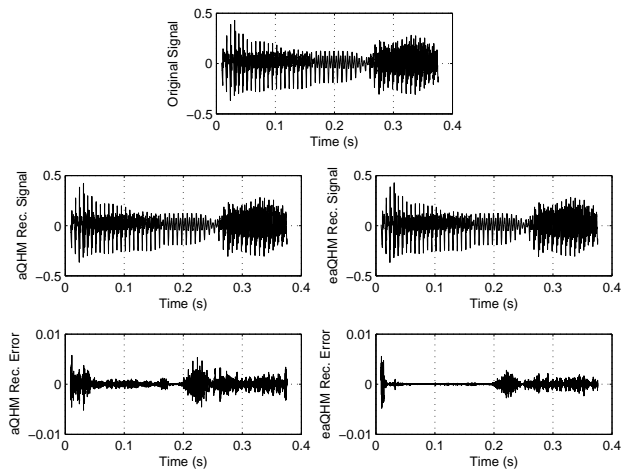 Original Signal
0.5
0
−0.5
0 0.1 0.2 0.3 0.4
Time (s)
aQHM Rec. Signal
0.5
0
−0.5
0 0.1 0.2 0.3 0.4
Time (s)
eaQHM Rec. Signal
0.5
0
−0.5
0 0.1 0.2 0.3 0.4
Time (s)
aQHM Rec. Error
0.01
0
−0.01
0 0.1 0.2 0.3 0.4
Time (s)
eaQHM Rec. Error
0.01
0
−0.01
0 0.1 0.2 0.3 0.4
Time (s)